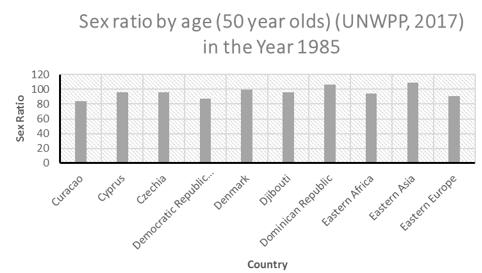 Sex ratio by age (50 year olds) (UNWPP, 2017)
in the Year 1985
Sex Ratio
120
100
80
60
40
20
0
Curacao
Cyprus
Czechia
Democratic Republic...
Denmark
Djibouti
Dominican Republic
Eastern Africa
Eastern Asia
Eastern Europe
Country